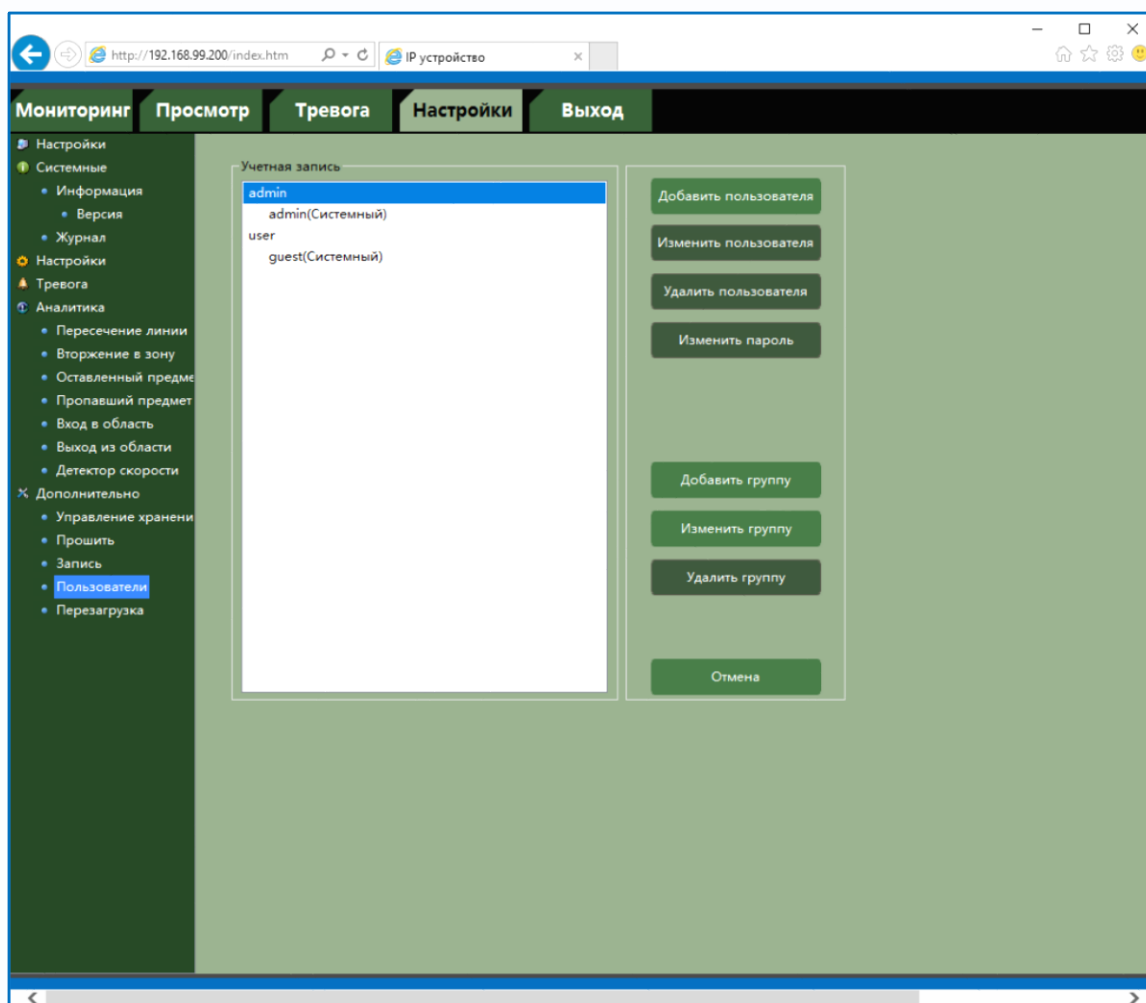 http://192.168.99.200/index.htm
IP устройство
Мониторинг Просмотр Тревога Настройки Выход
Настройки
Системные
Информация
Версия
Журнал
Настройки
Тревога
Аналитика
Пересечение линии
Вторжение в зону
Оставленный предме
Пропавший предмет
Вход в область
Выход из области
Детектор скорости
Дополнительно
Управление хранени
Прошить
Запись
Пользователи
Перезагрузка
Учетная запись
admin
admin(Системный)
user
guest(Системный)
Добавить пользователя
Изменить пользователя
Удалить пользователя
Изменить пароль
Добавить группу
Изменить группу
Удалить группу
Отмена